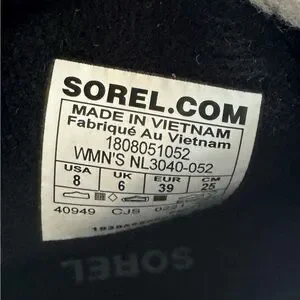 SOREL.COM
MADE IN VIETNAM
Fabriqué Au Vietnam
1808051052
WMN'S NL3040-052
USA UK EUR CM
8 6 39 25
40949 CJS
SOREL